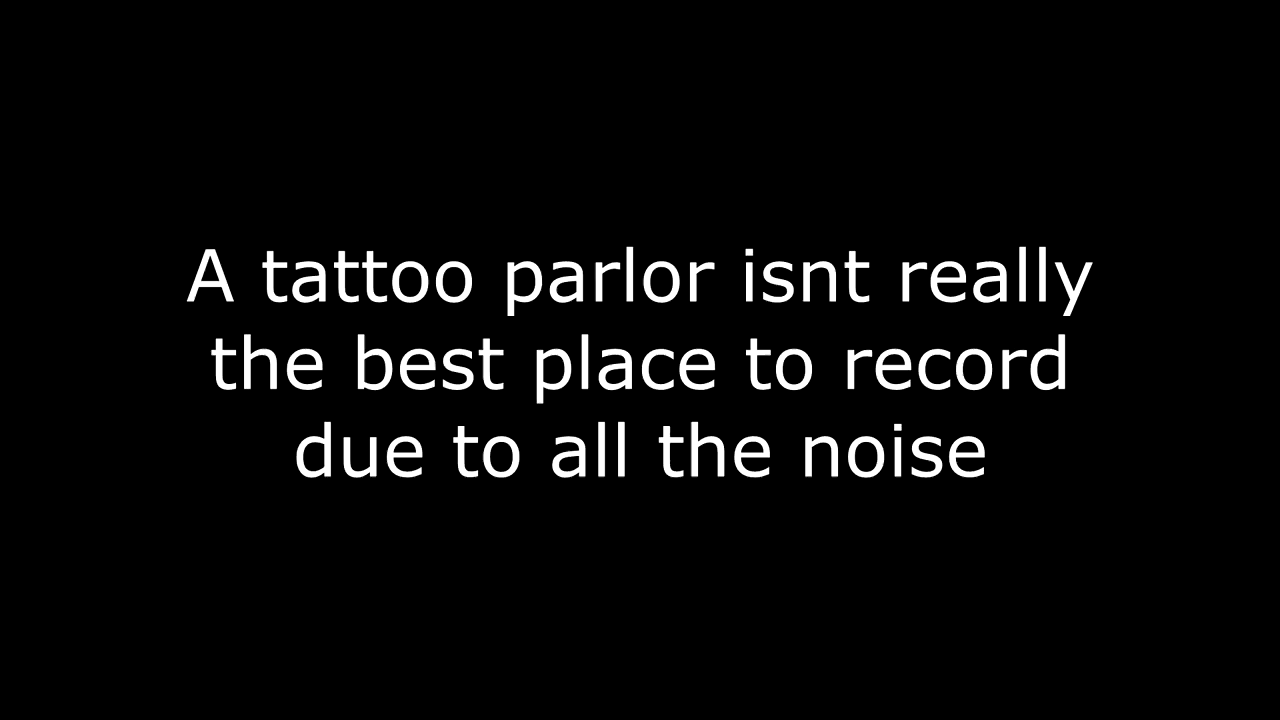 A tattoo parlor isnt really
the best place to record
due to all the noise